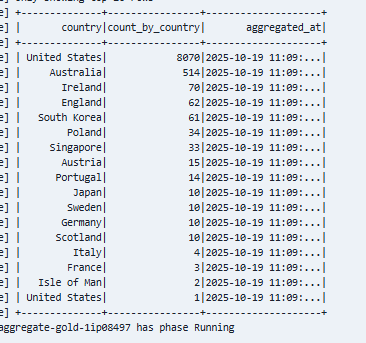 e] only showing top 20 rows
e] +-------------+----------------+--------------------+
e] |      country|count_by_country|       aggregated_at|
e] +-------------+----------------+--------------------+
e] | United States|            8070|2025-10-19 11:09:...|
e] |    Australia|             514|2025-10-19 11:09:...|
e] |      Ireland|              70|2025-10-19 11:09:...|
e] |      England|              62|2025-10-19 11:09:...|
e] |  South Korea|              61|2025-10-19 11:09:...|
e] |       Poland|              34|2025-10-19 11:09:...|
e] |    Singapore|              33|2025-10-19 11:09:...|
e] |      Austria|              15|2025-10-19 11:09:...|
e] |     Portugal|              14|2025-10-19 11:09:...|
e] |        Japan|              10|2025-10-19 11:09:...|
e] |       Sweden|              10|2025-10-19 11:09:...|
e] |      Germany|              10|2025-10-19 11:09:...|
e] |     Scotland|              10|2025-10-19 11:09:...|
e] |        Italy|               4|2025-10-19 11:09:...|
e] |       France|               3|2025-10-19 11:09:...|
e] |  Isle of Man|               2|2025-10-19 11:09:...|
e] | United States|               1|2025-10-19 11:09:...|
e] +-------------+----------------+--------------------+
aggregate-gold-1ip08497 has phase Running